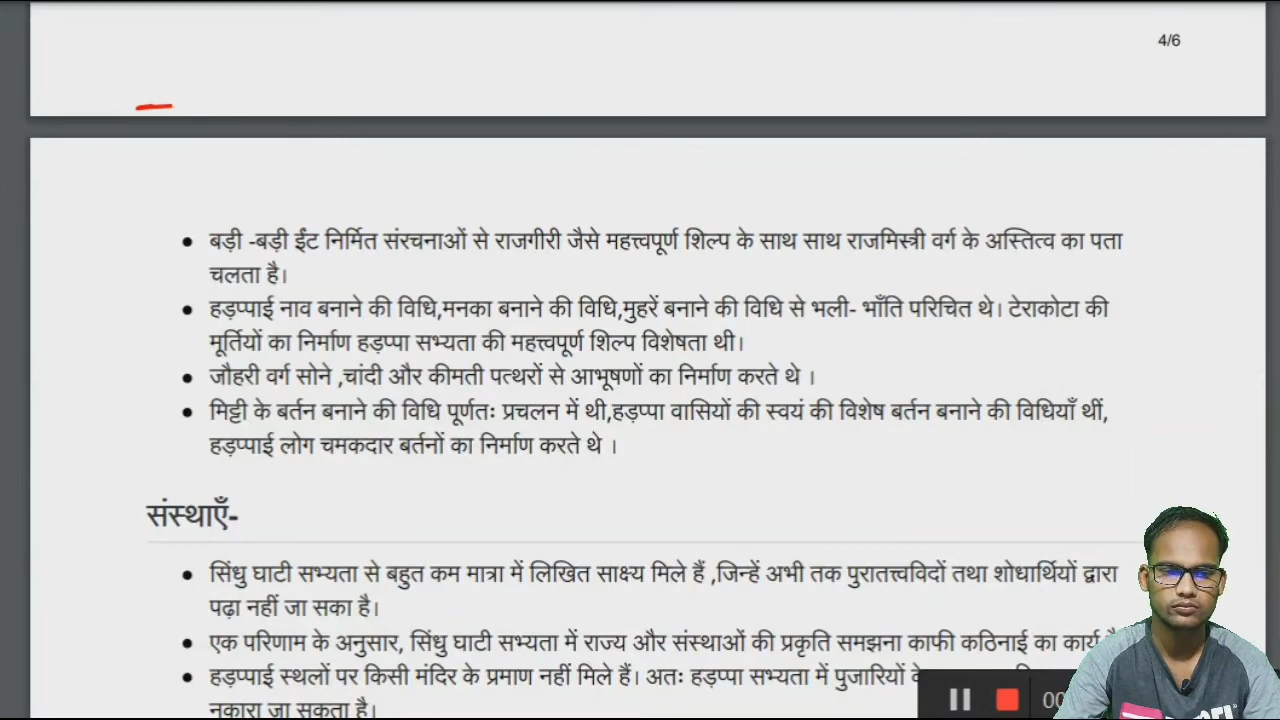 4/6
● बड़ी -बड़ी ईंट निर्मित संरचनाओं से राजगीरी जैसे महत्त्वपूर्ण शिल्प के साथ साथ राजमिस्त्री वर्ग के अस्तित्व का पता
चलता है।
● हड़प्पाई नाव बनाने की विधि,मनका बनाने की विधि,मुहरें बनाने की विधि से भली- भाँति परिचित थे। टेराकोटा की
मूर्तियों का निर्माण हड़प्पा सभ्यता की महत्त्वपूर्ण शिल्प विशेषता थी।
● जौहरी वर्ग सोने ,चांदी और कीमती पत्थरों से आभूषणों का निर्माण करते थे ।
● मिट्टी के बर्तन बनाने की विधि पूर्णतः प्रचलन में थी,हड़प्पा वासियों की स्वयं की विशेष बर्तन बनाने की विधियाँ थीं,
हड़प्पाई लोग चमकदार बर्तनों का निर्माण करते थे ।
संस्थाएँ-
● सिंधु घाटी सभ्यता से बहुत कम मात्रा में लिखित साक्ष्य मिले हैं ,जिन्हें अभी तक पुरातत्त्वविदों तथा शोधार्थियों द्वारा
पढ़ा नहीं जा सका है।
● एक परिणाम के अनुसार, सिंधु घाटी सभ्यता में राज्य और संस्थाओं की प्रकृति समझना काफी कठिनाई का कार्य
● हड़प्पाई स्थलों पर किसी मंदिर के प्रमाण नहीं मिले हैं। अतः हड़प्पा सभ्यता में पुजारियों
नकारा जा सकता है।
00